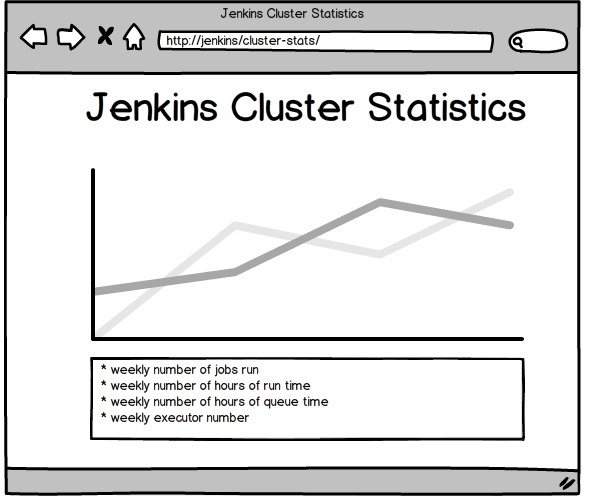 Jenkins Cluster Statistics
http://jenkins/cluster-stats/
Jenkins Cluster Statistics
* weekly number of jobs run
* weekly number of hours of run time
* weekly number of hours of queue time
* weekly executor number